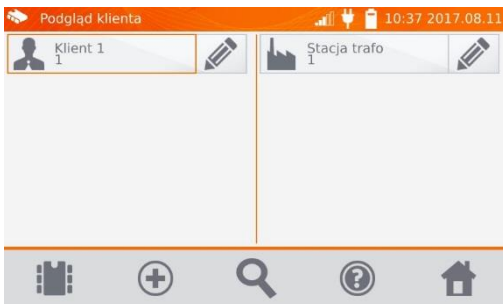 Podgląd klienta
10:37 2017.08.11
Klient 1
1
Stacja trafo
1